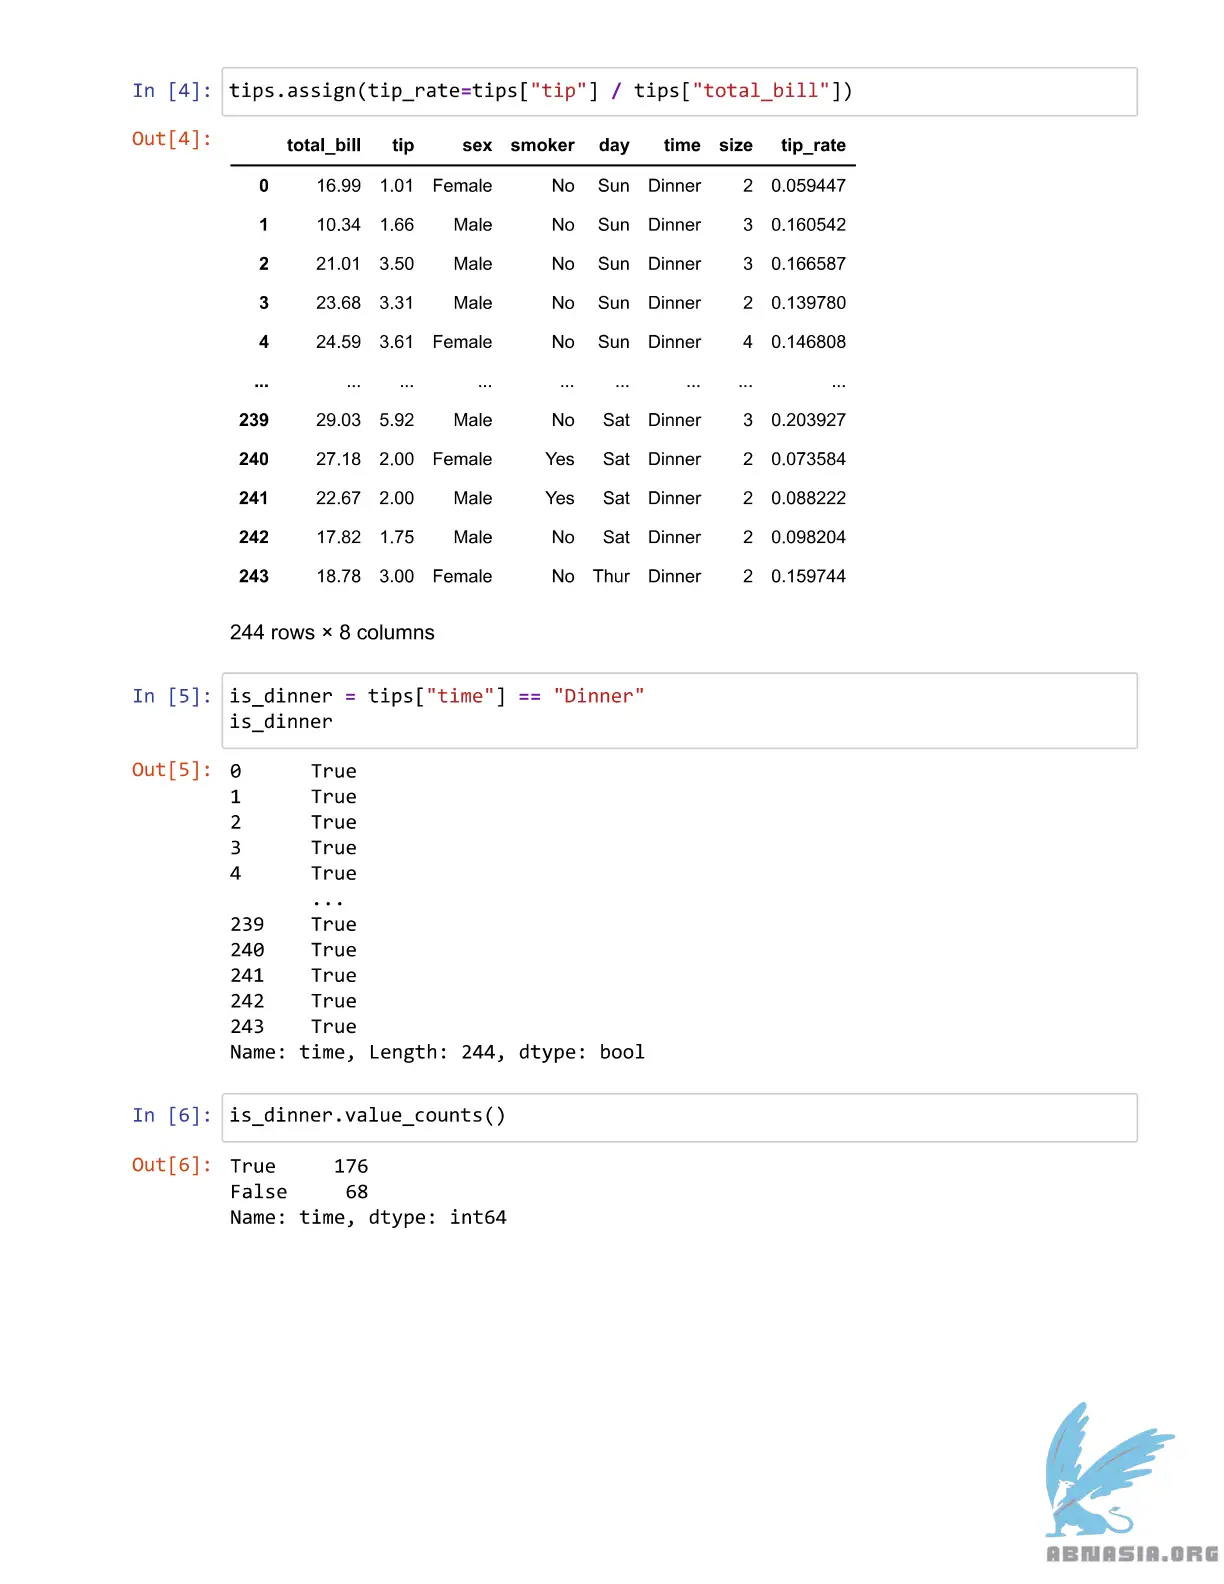 In [4]: tips.assign(tip_rate=tips["tip"] / tips["total_bill"])
Out[4]:
total_bill tip sex smoker day time size tip_rate
0 16.99 1.01 Female No Sun Dinner 2 0.059447
1 10.34 1.66 Male No Sun Dinner 3 0.160542
2 21.01 3.50 Male No Sun Dinner 3 0.166587
3 23.68 3.31 Male No Sun Dinner 2 0.139780
4 24.59 3.61 Female No Sun Dinner 4 0.146808
... ... ... ... ... ... ... ... ...
239 29.03 5.92 Male No Sat Dinner 3 0.203927
240 27.18 2.00 Female Yes Sat Dinner 2 0.073584
241 22.67 2.00 Male Yes Sat Dinner 2 0.088222
242 17.82 1.75 Male No Sat Dinner 2 0.098204
243 18.78 3.00 Female No Thur Dinner 2 0.159744
244 rows × 8 columns
In [5]: is_dinner = tips["time"] == "Dinner"
is_dinner
Out[5]: 0 True
1 True
2 True
3 True
4 True
...
239 True
240 True
241 True
242 True
243 True
Name: time, Length: 244, dtype: bool
In [6]: is_dinner.value_counts()
Out[6]: True 176
False 68
Name: time, dtype: int64
ABNASIA.ORG